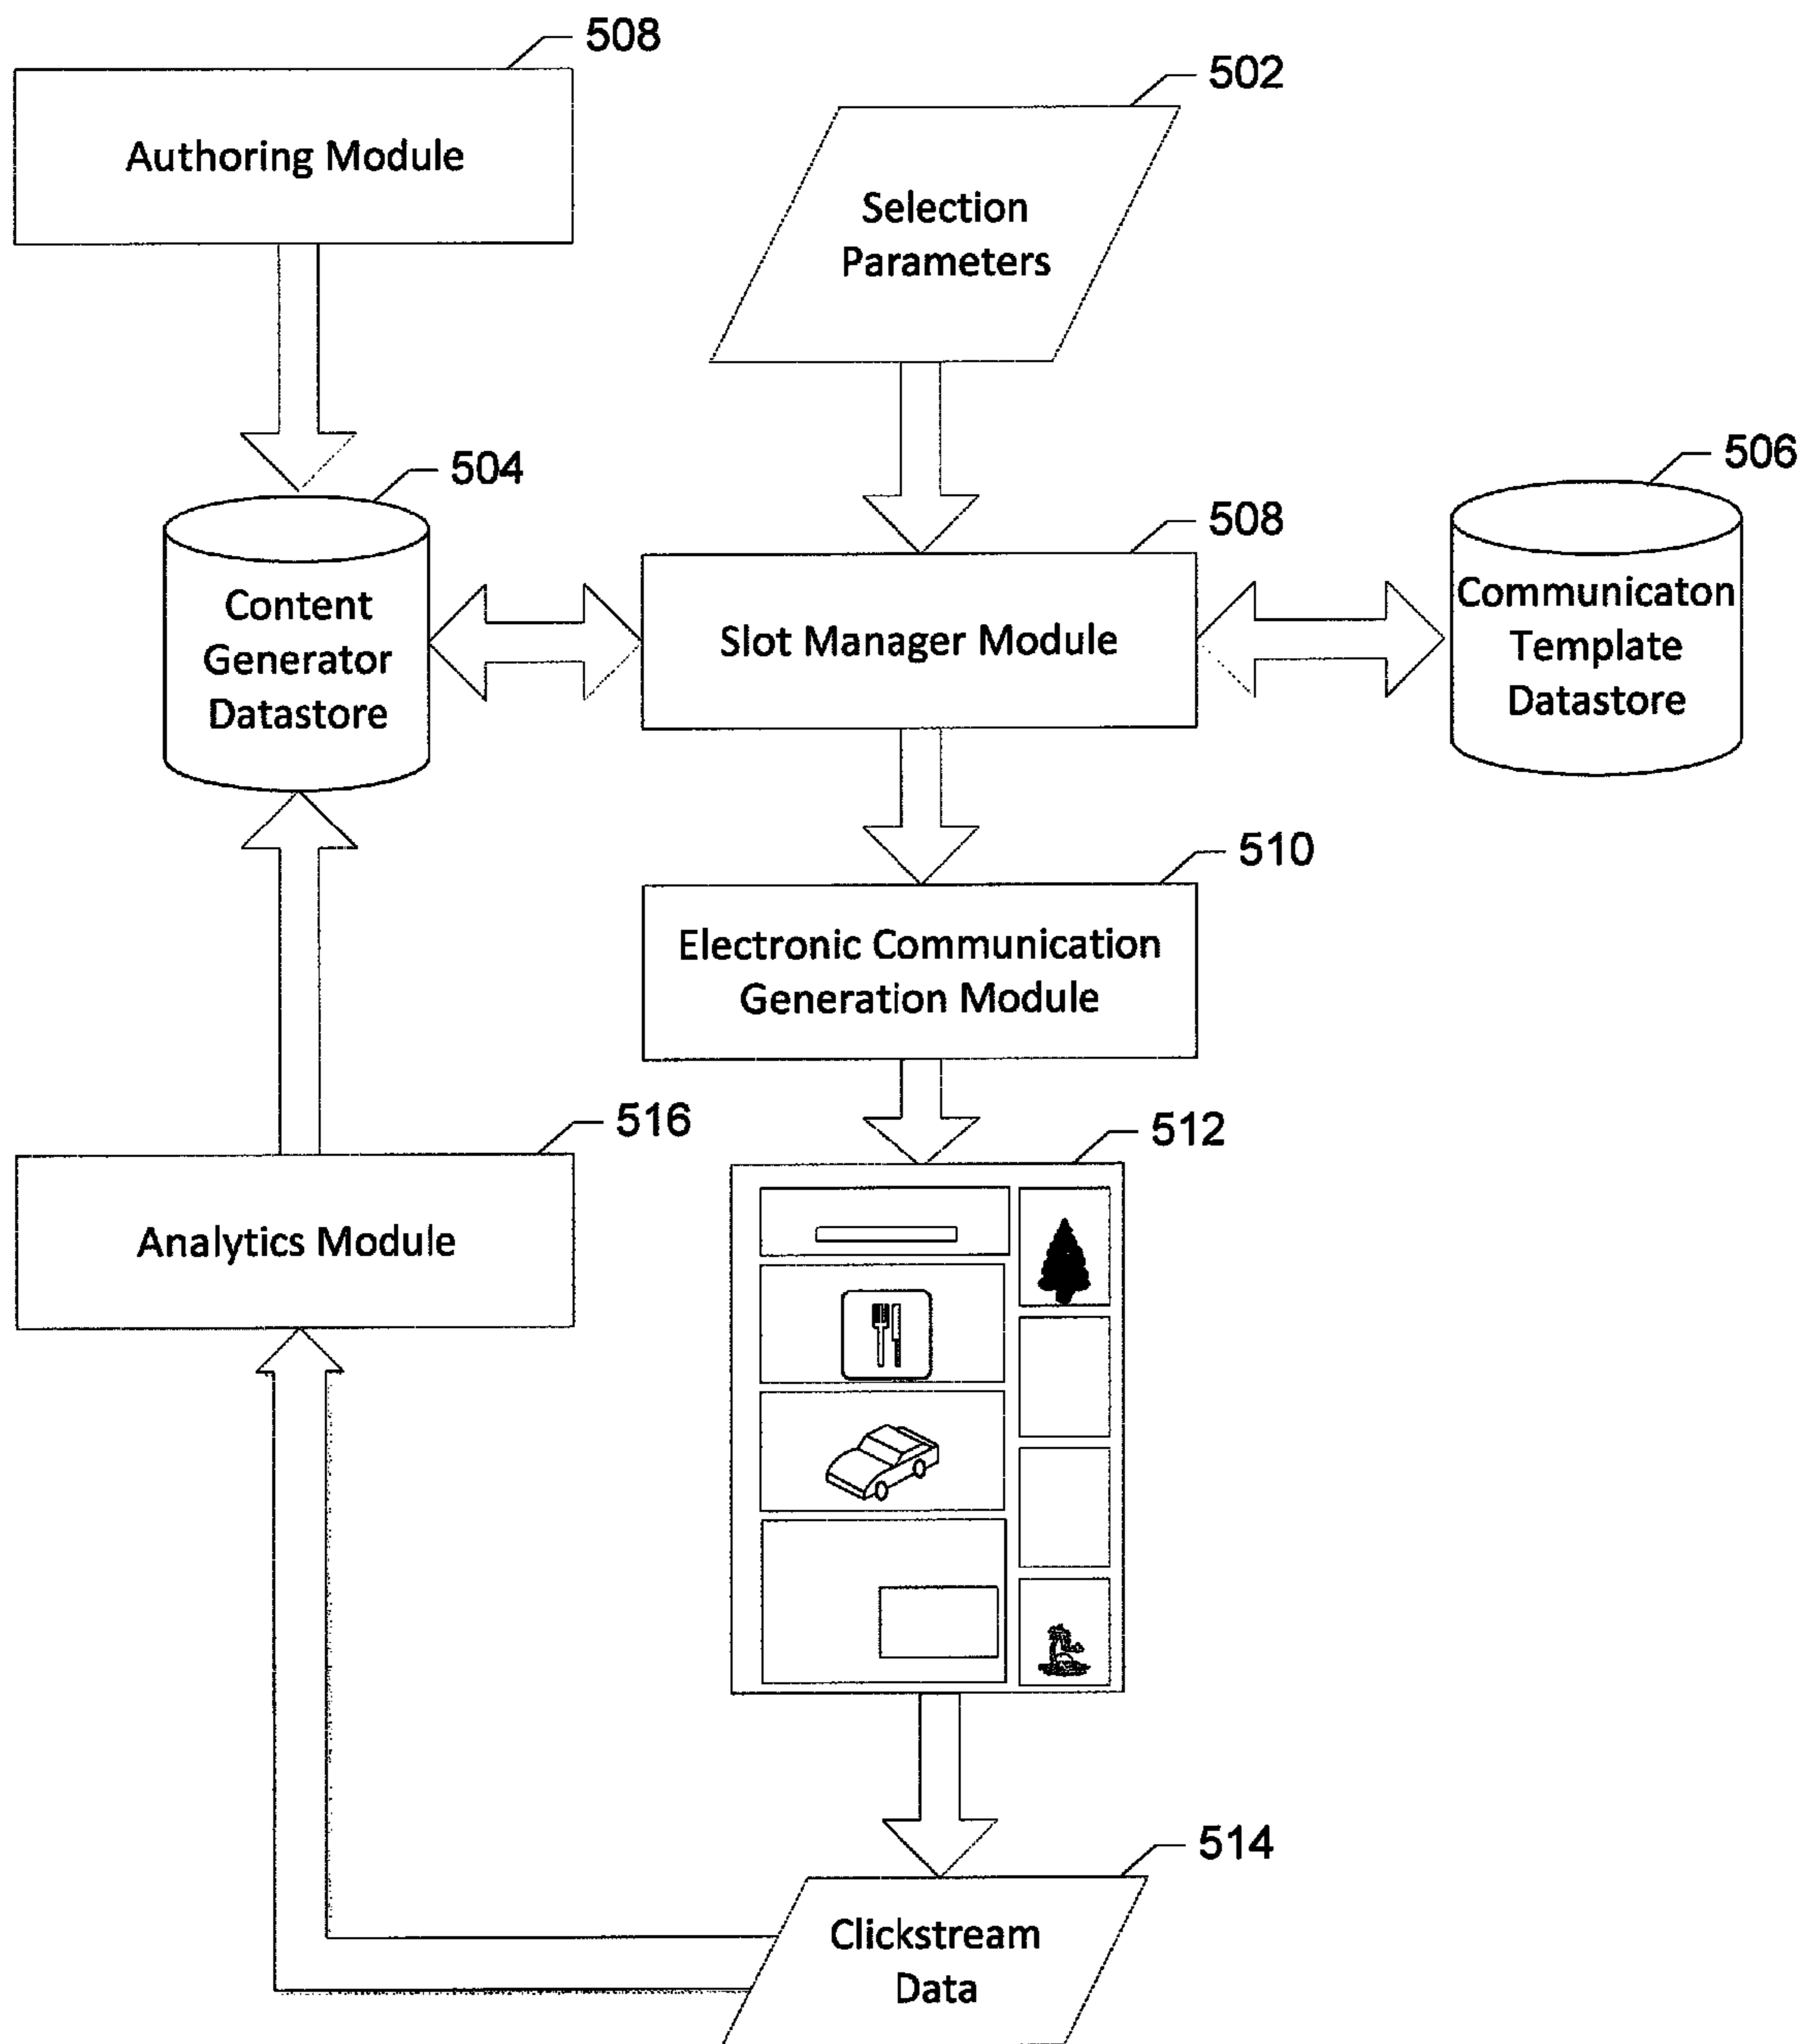 508
Authoring Module
502
Selection
Parameters
504
Content
Generator
Datastore
508
Slot Manager Module
506
Communicaton
Template
Datastore
510
Electronic Communication
Generation Module
516
Analytics Module
512
514
Clickstream
Data